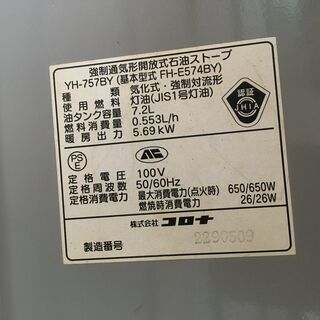 強制通気形開放式石油ストーブ
YH-757BY (基本型式 FH-E574BY)
種類 気化式・強制対流形
使用燃料 灯油(JIS1号灯油)
油タンク容量 7.2L
燃料消費量 0.553L/h
暖房出力 5.69kW
認証
JHIA
PS
E
定格電圧 100V
定格周波数 50/60Hz
定格消費電力 最大消費電力(点火時) 650/650W
燃焼時消費電力 26/26W
株式会社 コロナ
製造番号 2290509